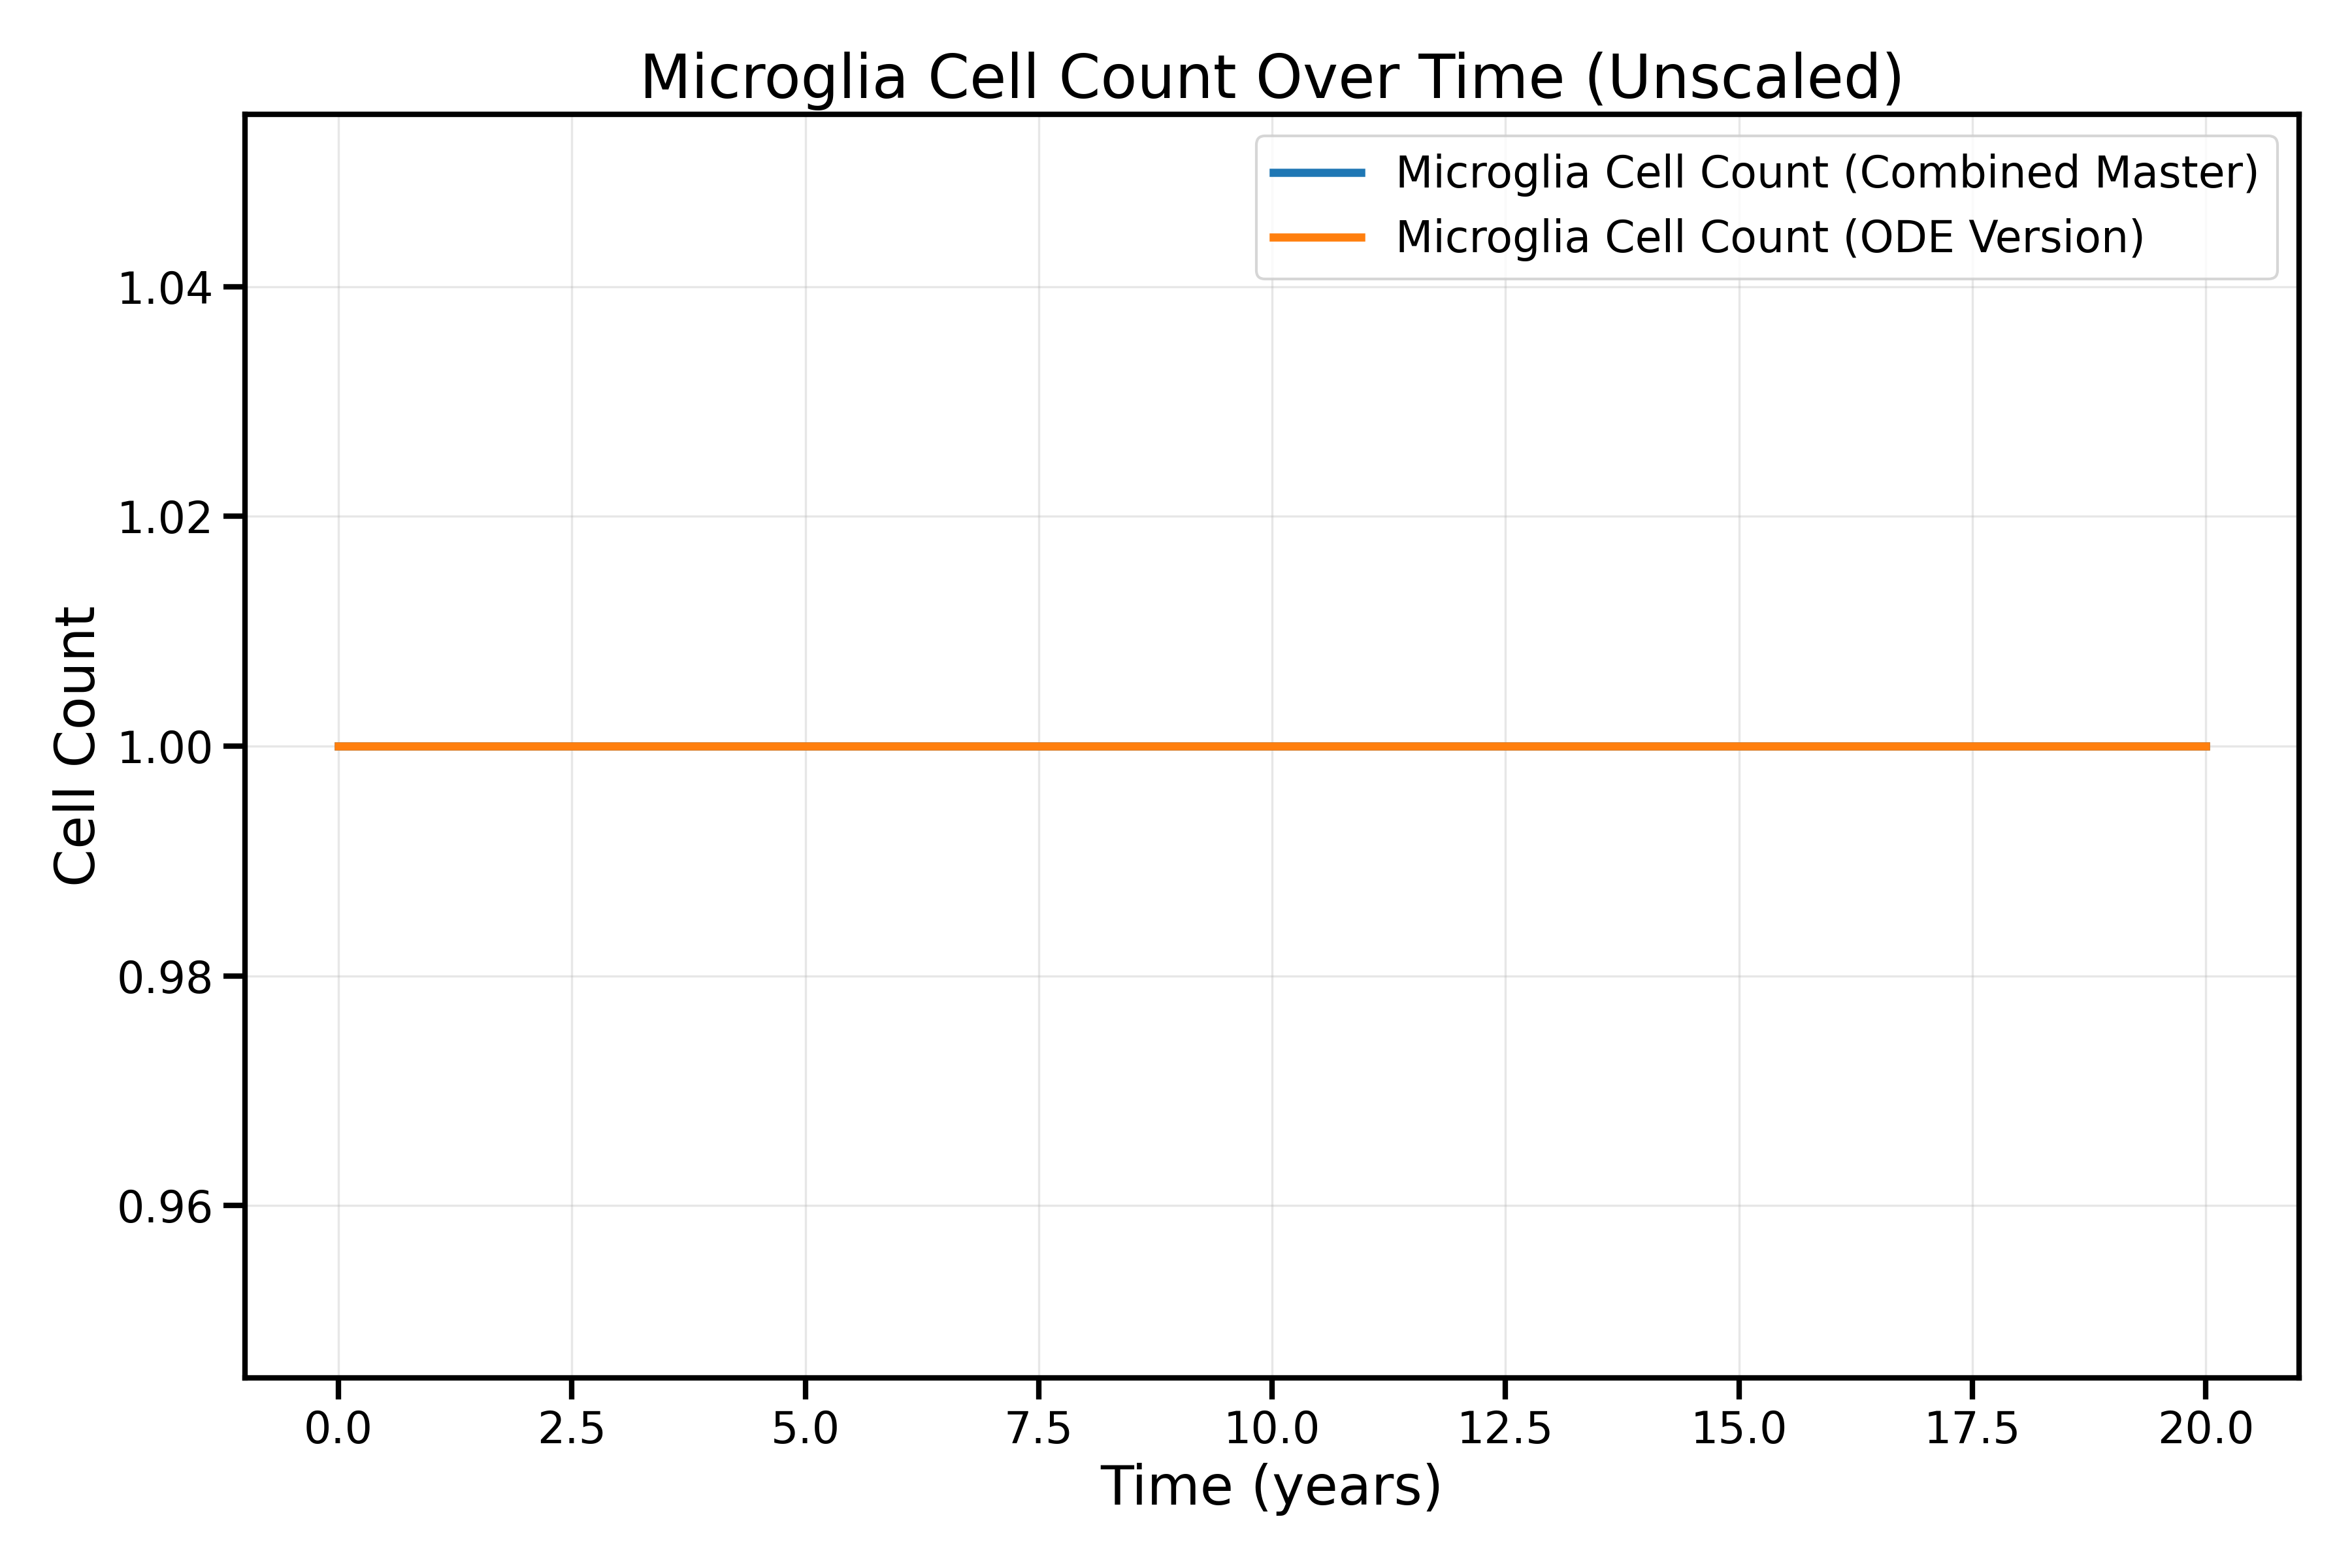 Microglia Cell Count Over Time (Unscaled)
Microglia Cell Count (Combined Master)
Microglia Cell Count (ODE Version)
Cell Count
1.04
1.02
1.00
0.98
0.96
0.0 2.5 5.0 7.5 10.0 12.5 15.0 17.5 20.0
Time (years)